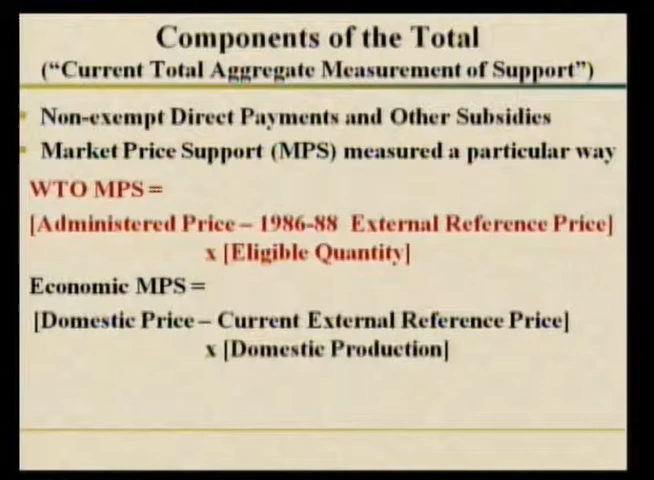 Components of the Total
("Current Total Aggregate Measurement of Support")
Non-exempt Direct Payments and Other Subsidies
Market Price Support (MPS) measured a particular way
WTO MPS =
[Administered Price – 1986-88 External Reference Price]
x [Eligible Quantity]
Economic MPS =
[Domestic Price – Current External Reference Price]
x [Domestic Production]